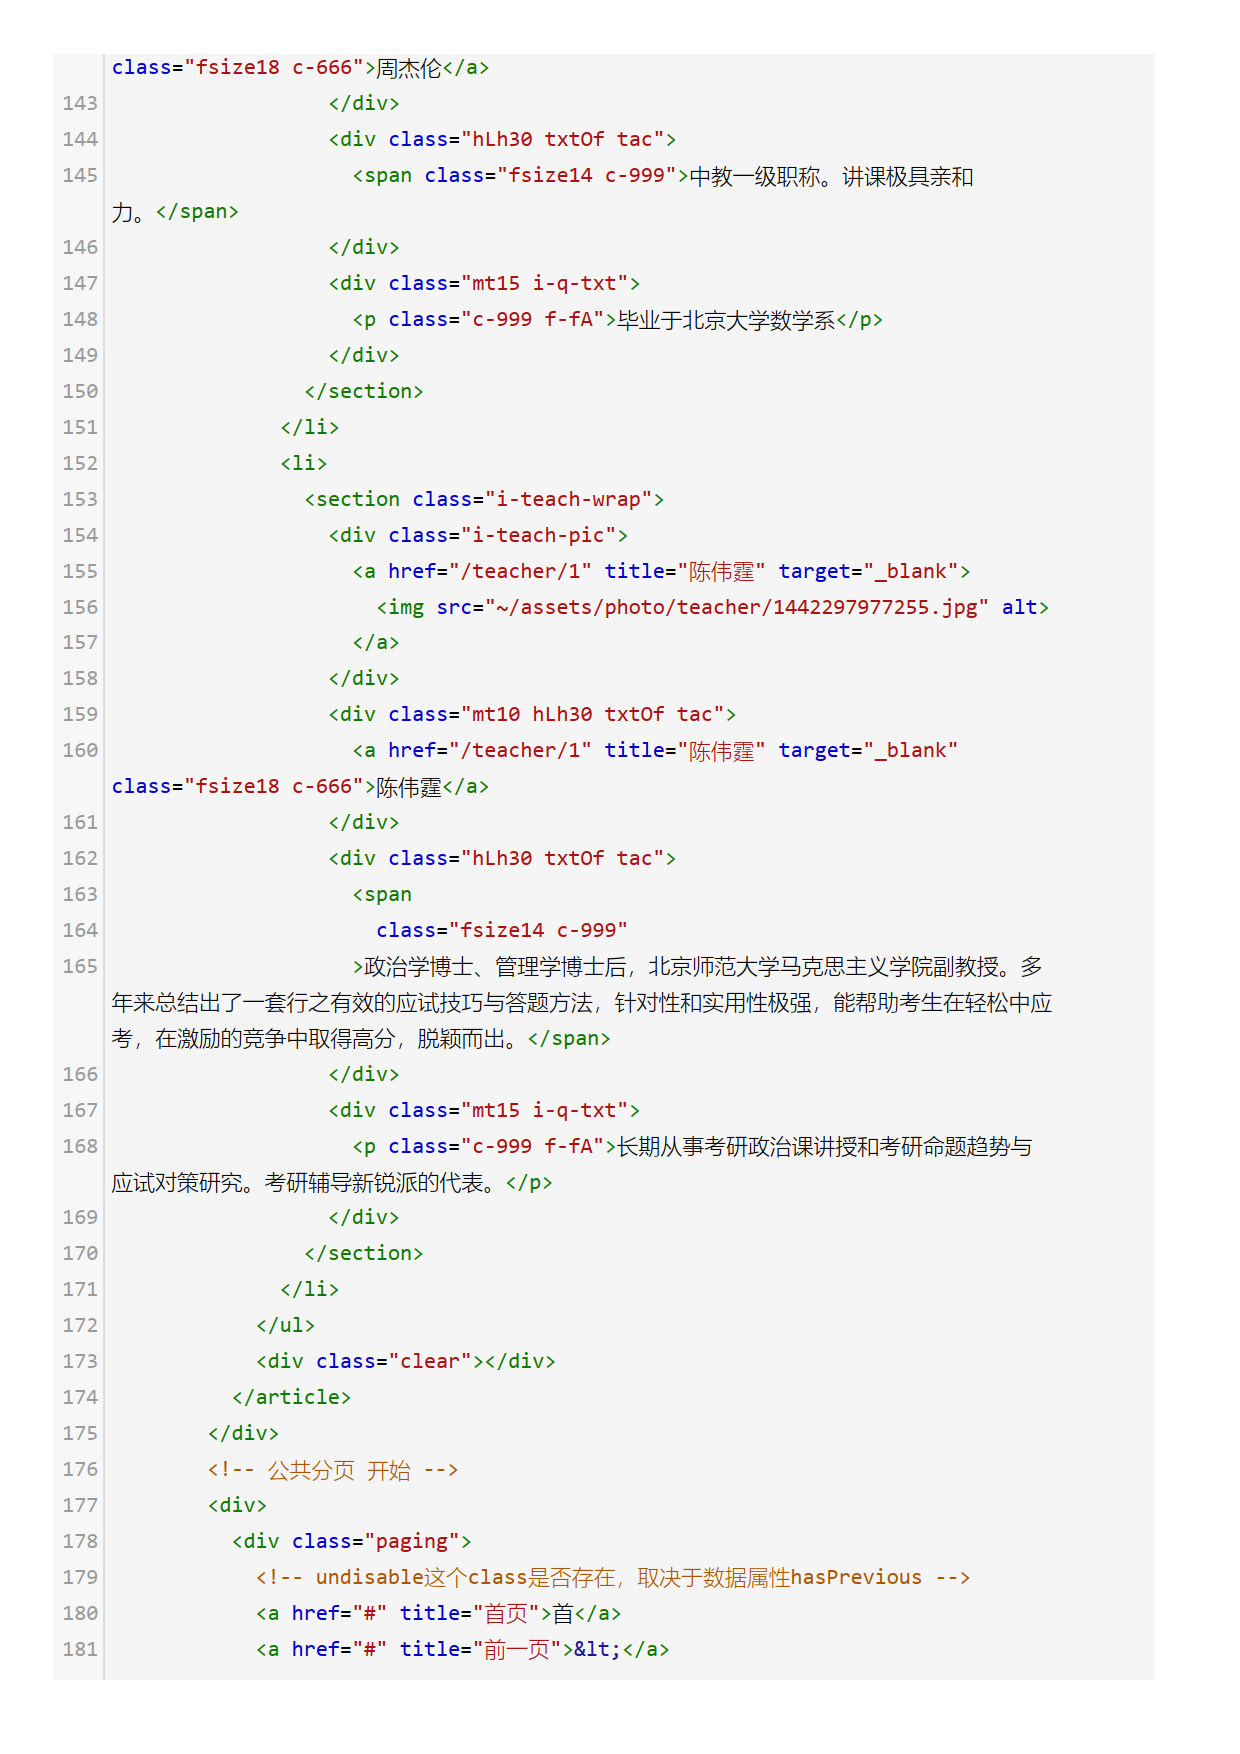 class="fsize18 c-666">周杰伦</a>
143 </div>
144 <div class="hLh30 txtOf tac">
145 <span class="fsize14 c-999">中教一级职称。讲课极具亲和
力。</span>
146 </div>
147 <div class="mt15 i-q-txt">
148 <p class="c-999 f-fA">毕业于北京大学数学系</p>
149 </div>
150 </section>
151 </li>
152 <li>
153 <section class="i-teach-wrap">
154 <div class="i-teach-pic">
155 <a href="/teacher/1" title="陈伟霆" target="_blank">
156 <img src="~/assets/photo/teacher/1442297977255.jpg" alt>
157 </a>
158 </div>
159 <div class="mt10 hLh30 txtOf tac">
160 <a href="/teacher/1" title="陈伟霆" target="_blank"
class="fsize18 c-666">陈伟霆</a>
161 </div>
162 <div class="hLh30 txtOf tac">
163 <span
164 class="fsize14 c-999"
165 >政治学博士、管理学博士后，北京师范大学马克思主义学院副教授。多
年来总结出了一套行之有效的应试技巧与答题方法，针对性和实用性极强，能帮助考生在轻松中应
考，在激励的竞争中取得高分，脱颖而出。</span>
166 </div>
167 <div class="mt15 i-q-txt">
168 <p class="c-999 f-fA">长期从事考研政治课讲授和考研命题趋势与
应试对策研究。考研辅导新锐派的代表。</p>
169 </div>
170 </section>
171 </li>
172 </ul>
173 <div class="clear"></div>
174 </article>
175 </div>
176 <!-- 公共分页 开始 -->
177 <div>
178 <div class="paging">
179 <!-- undisable这个class是否存在，取决于数据属性hasPrevious -->
180 <a href="#" title="首页">首</a>
181 <a href="#" title="前一页">&lt;</a>